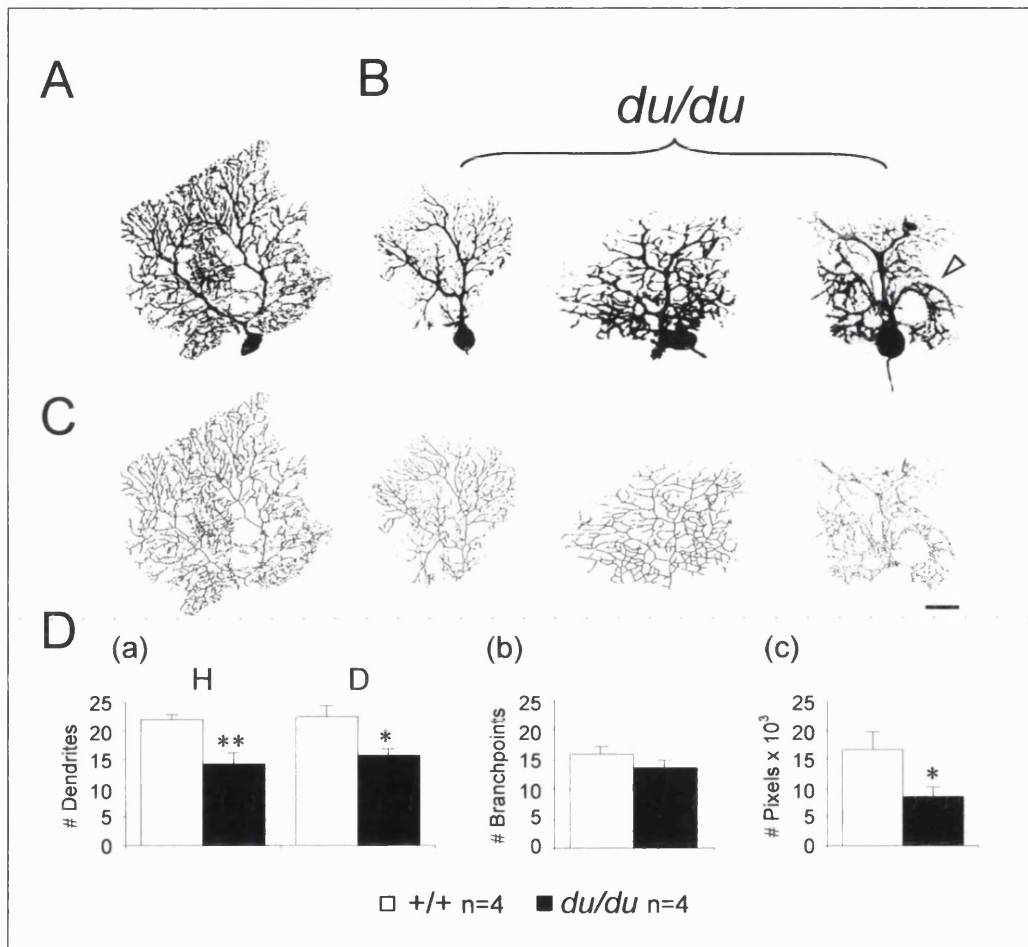 A
B
du/du
C
D
(a)
H
D
# Dendrites
25
20
15
10
5
0
**
*
(b)
# Branchpoints
25
20
15
10
5
0
(c)
# Pixels x 10³
25
20
15
10
5
0
*
+/+ n=4
du/du n=4